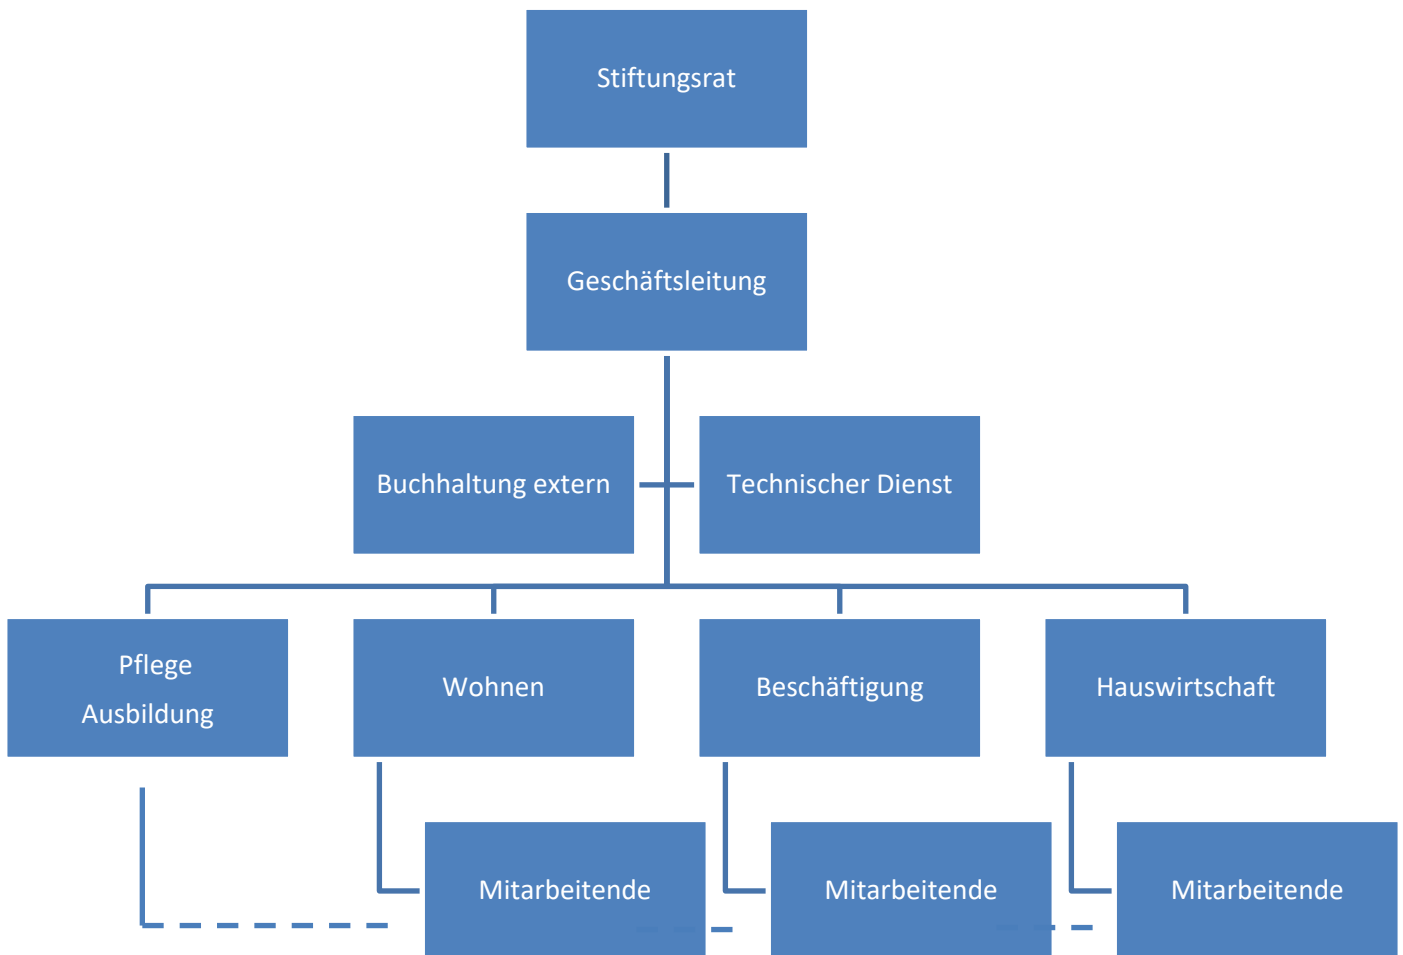 Stiftungsrat
Geschäftsleitung
Buchhaltung extern
Technischer Dienst
Pflege
Ausbildung
Wohnen
Beschäftigung
Hauswirtschaft
Mitarbeitende
Mitarbeitende
Mitarbeitende